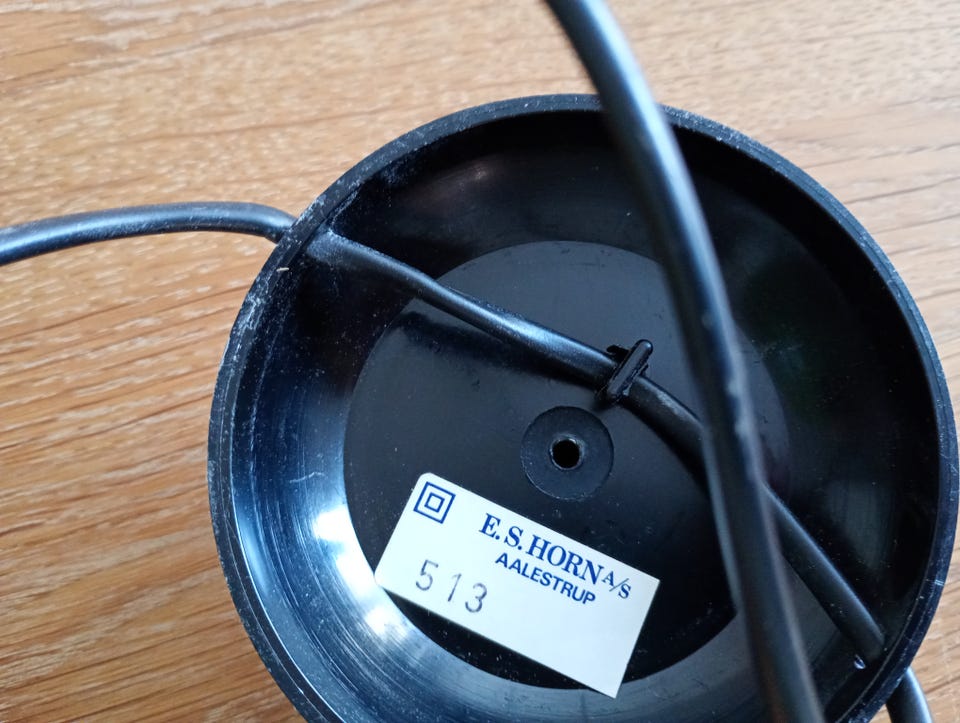 E. S. HORN A/S
AALESTRUP
513